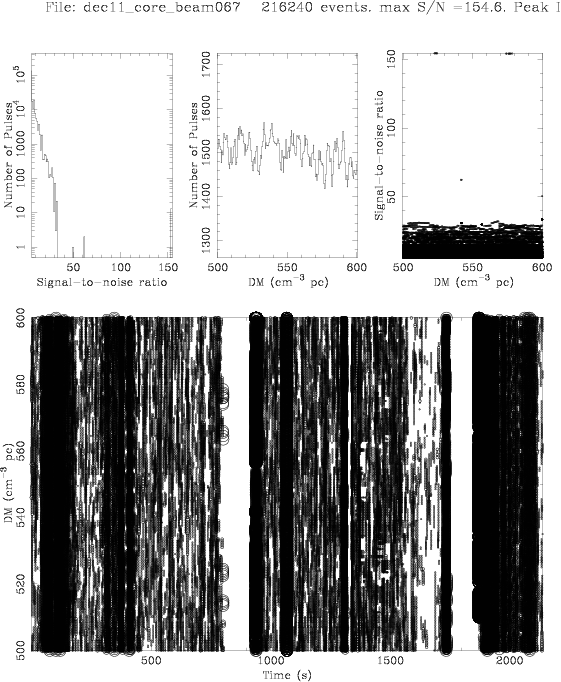 File: dec11_core_beam067 216240 events. max S/N =154.6. Peak I
Number of Pulses
1 10 100 1000 10^4 10^5
50 100 150
Signal-to-noise ratio
Number of Pulses
1300 1400 1500 1600 1700
500 550 600
DM (cm^-3 pc)
Signal-to-noise ratio
50 100 150
500 550 600
DM (cm^-3 pc)
DM (cm^-3 pc)
500 520 540 560 580 600
500 1000 1500 2000
Time (s)